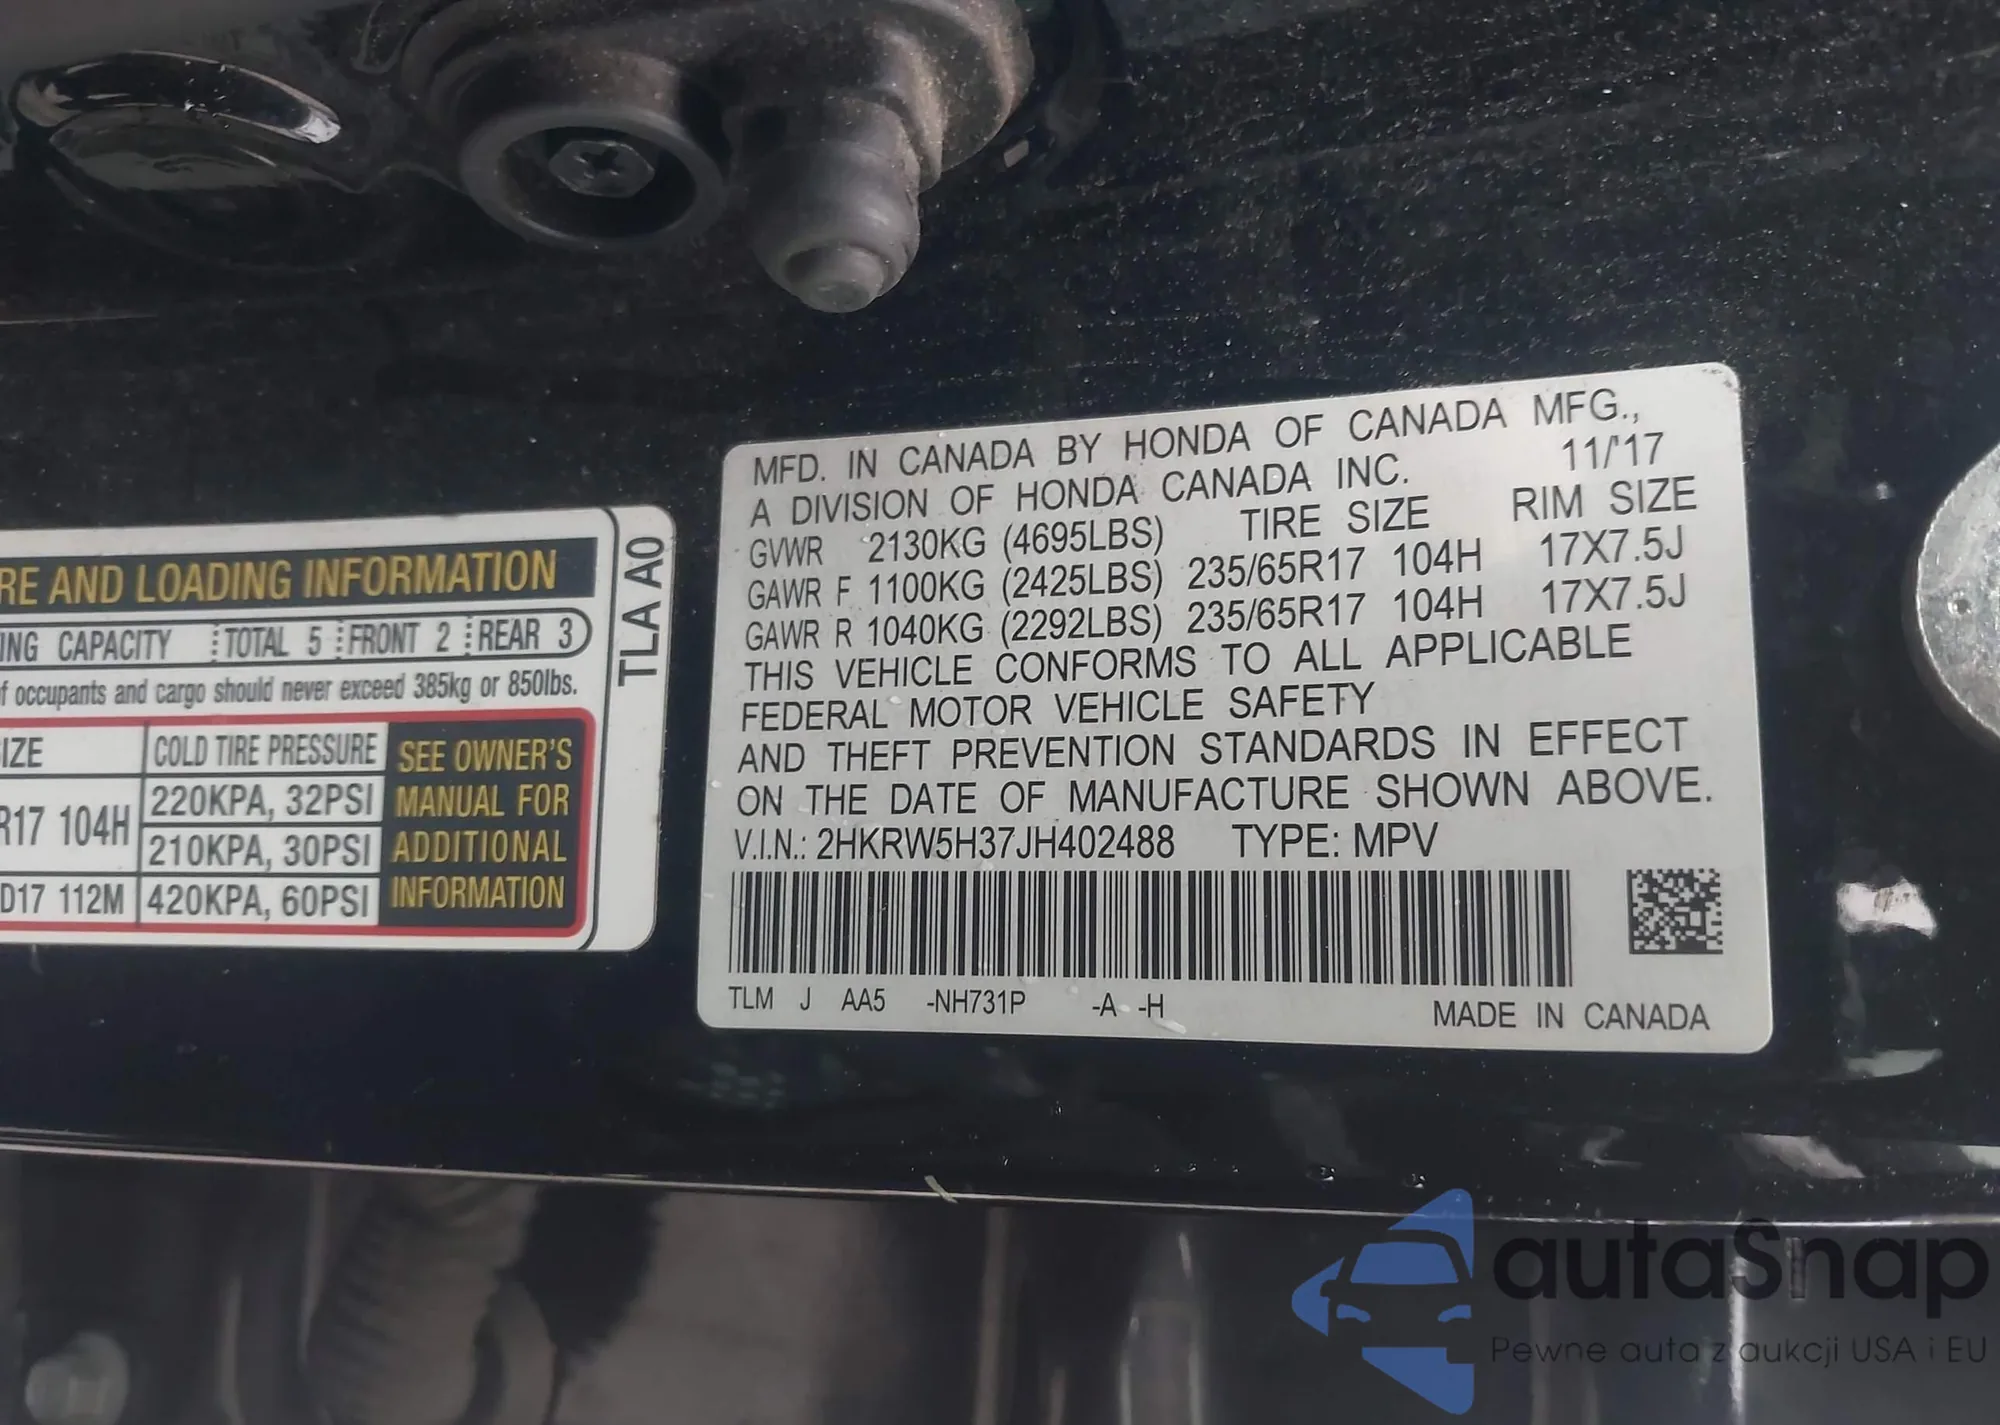 RE AND LOADING INFORMATION
ING CAPACITY TOTAL 5 FRONT 2 REAR 3
f occupants and cargo should never exceed 385kg or 850lbs.
IZE COLD TIRE PRESSURE
R17 104H 220KPA, 32PSI
210KPA, 30PSI
D17 112M 420KPA, 60PSI
SEE OWNER'S
MANUAL FOR
ADDITIONAL
INFORMATION
TLA A0
MFD. IN CANADA BY HONDA OF CANADA MFG.,
A DIVISION OF HONDA CANADA INC. 11/'17
GVWR 2130KG (4695LBS) TIRE SIZE RIM SIZE
GAWR F 1100KG (2425LBS) 235/65R17 104H 17X7.5J
GAWR R 1040KG (2292LBS) 235/65R17 104H 17X7.5J
THIS VEHICLE CONFORMS TO ALL APPLICABLE
FEDERAL MOTOR VEHICLE SAFETY
AND THEFT PREVENTION STANDARDS IN EFFECT
ON THE DATE OF MANUFACTURE SHOWN ABOVE.
V.I.N.: 2HKRW5H37JH402488 TYPE: MPV
TLM J AA5 -NH731P -A -H MADE IN CANADA
autaSnap
Pewne auta z aukcji USA i EU